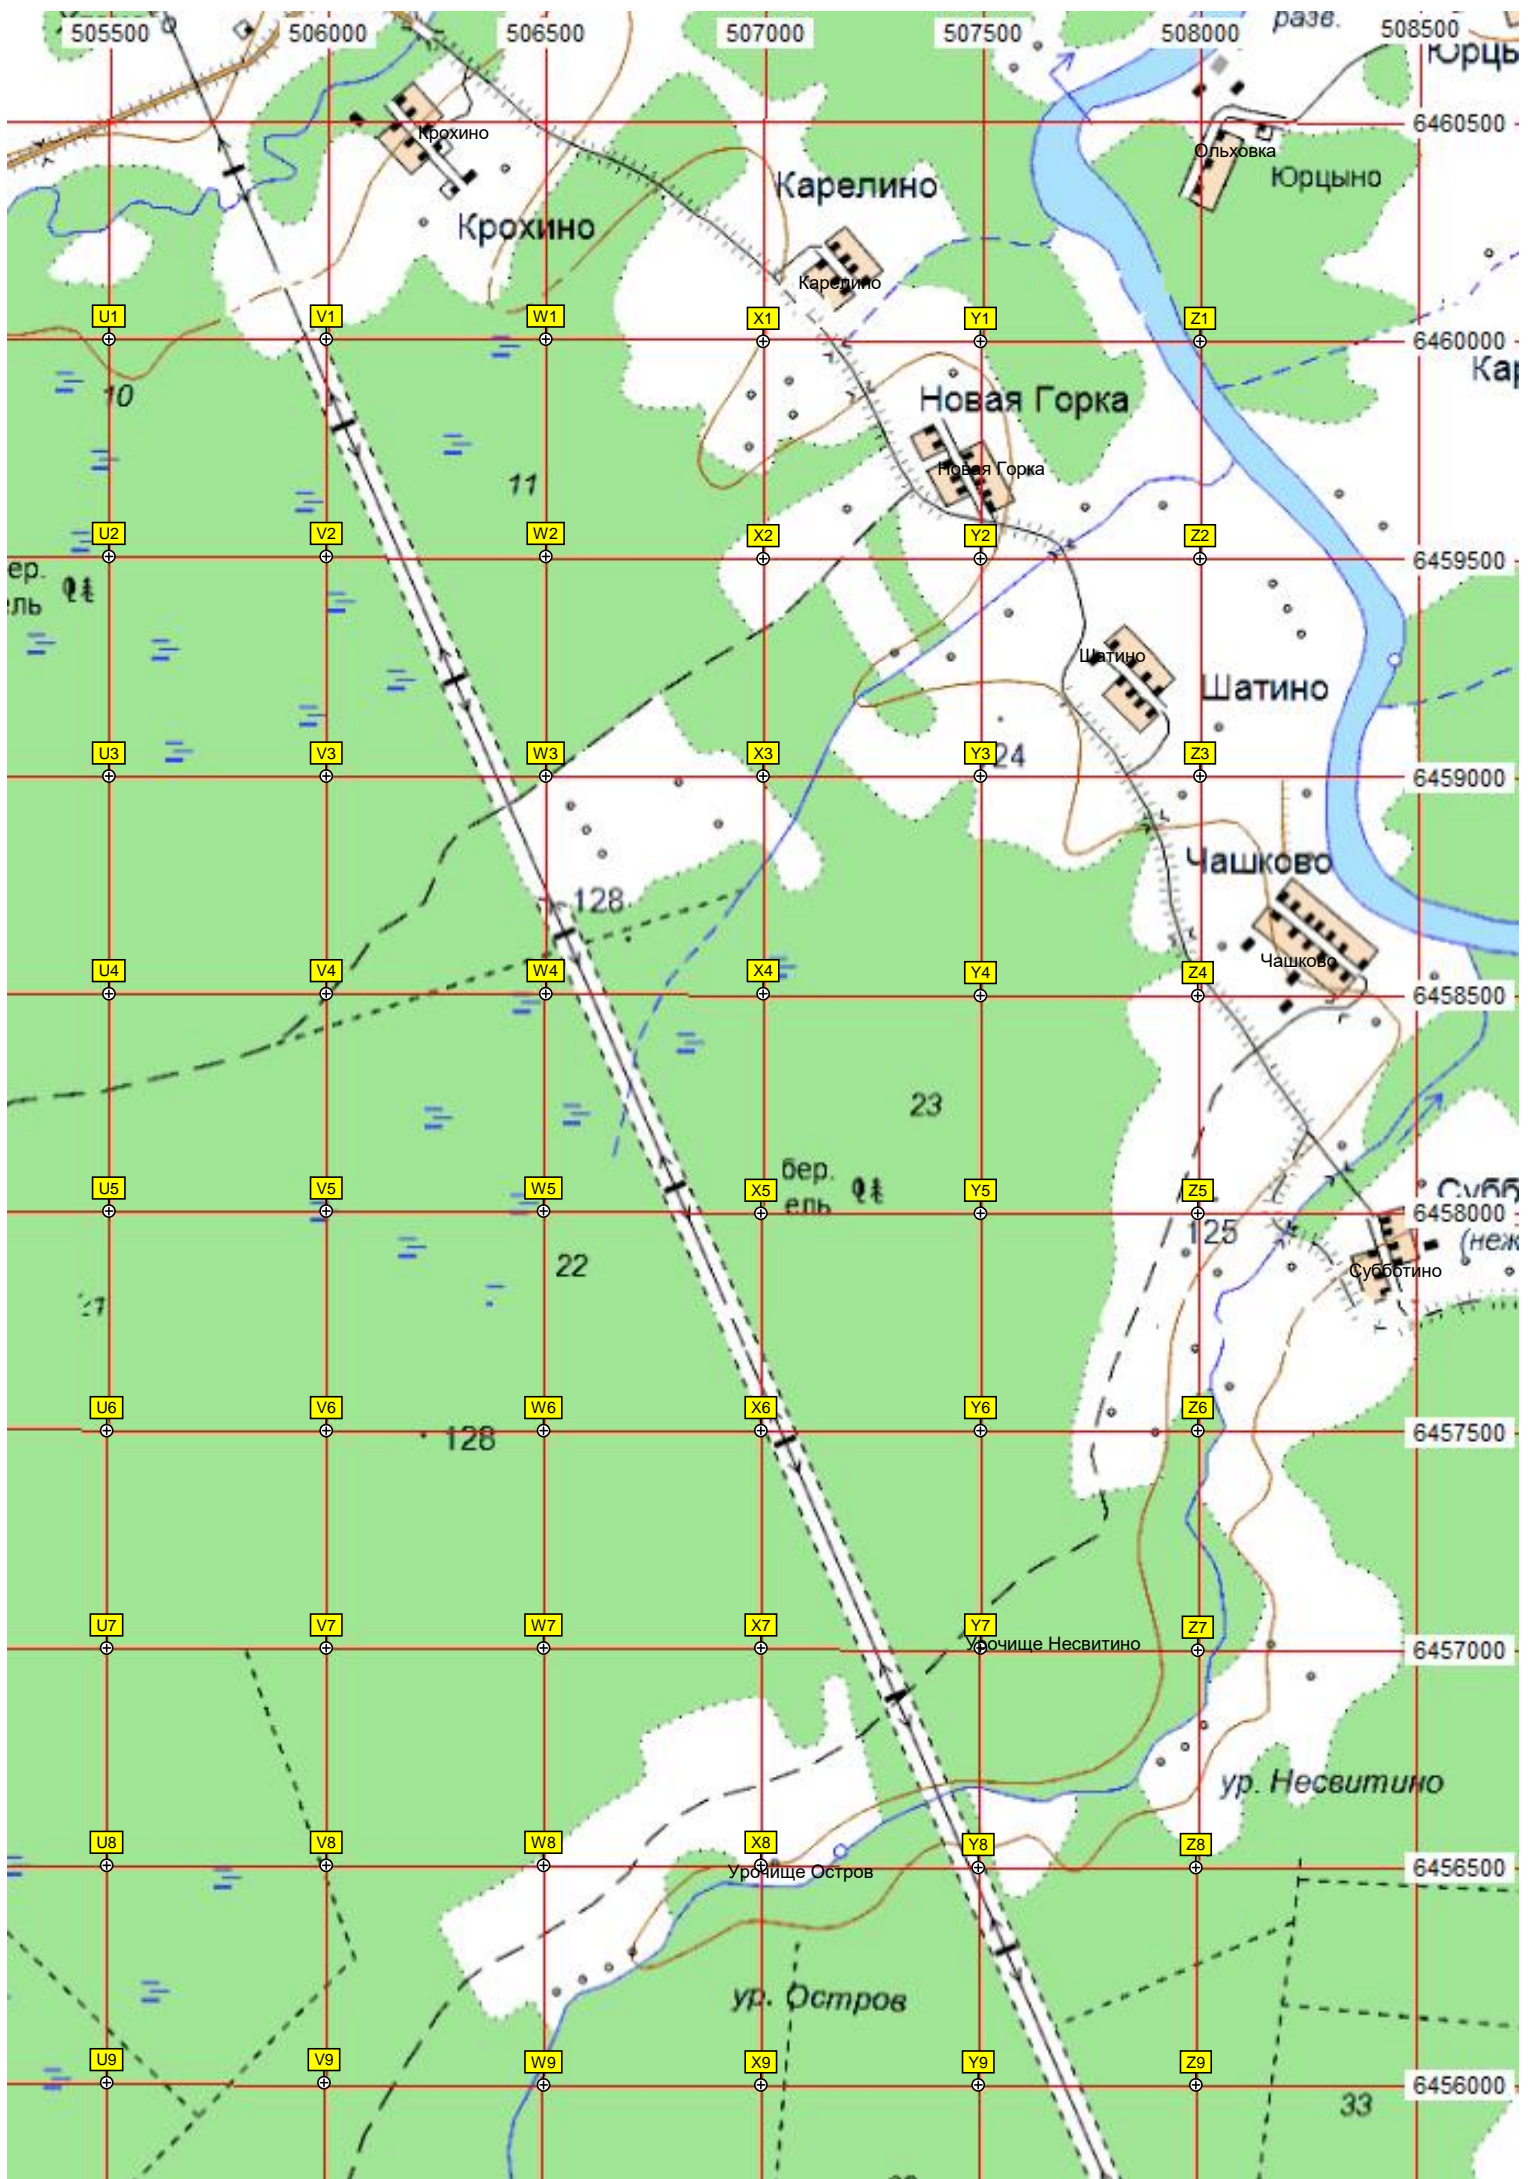 505500 506000 506500 507000 507500 508000 508500
разв.
Юрцы
6460500
Крохино
Ольховка
Юрцыно
Карелино
Крохино
Карелино
U1 V1 W1 X1 Y1 Z1
6460000
Кар
10
Новая Горка
Новая Горка
11
U2 V2 W2 X2 Y2 Z2
6459500
ер.
ль
Шатино
Шатино
U3 V3 W3 X3 Y3 Z3
24
6459000
Чашково
128
Чашково
U4 V4 W4 X4 Y4 Z4
6458500
23
бер.
ель
U5 V5 W5 X5 Y5 Z5
Субб
6458000
125
(неж
22
Субботино
U6 V6 W6 X6 Y6 Z6
6457500
128
U7 V7 W7 X7 Y7 Z7
Урочище Несвитино
6457000
ур. Несвитино
U8 V8 W8 X8 Y8 Z8
6456500
Урочище Остров
ур. Остров
U9 V9 W9 X9 Y9 Z9
6456000
33